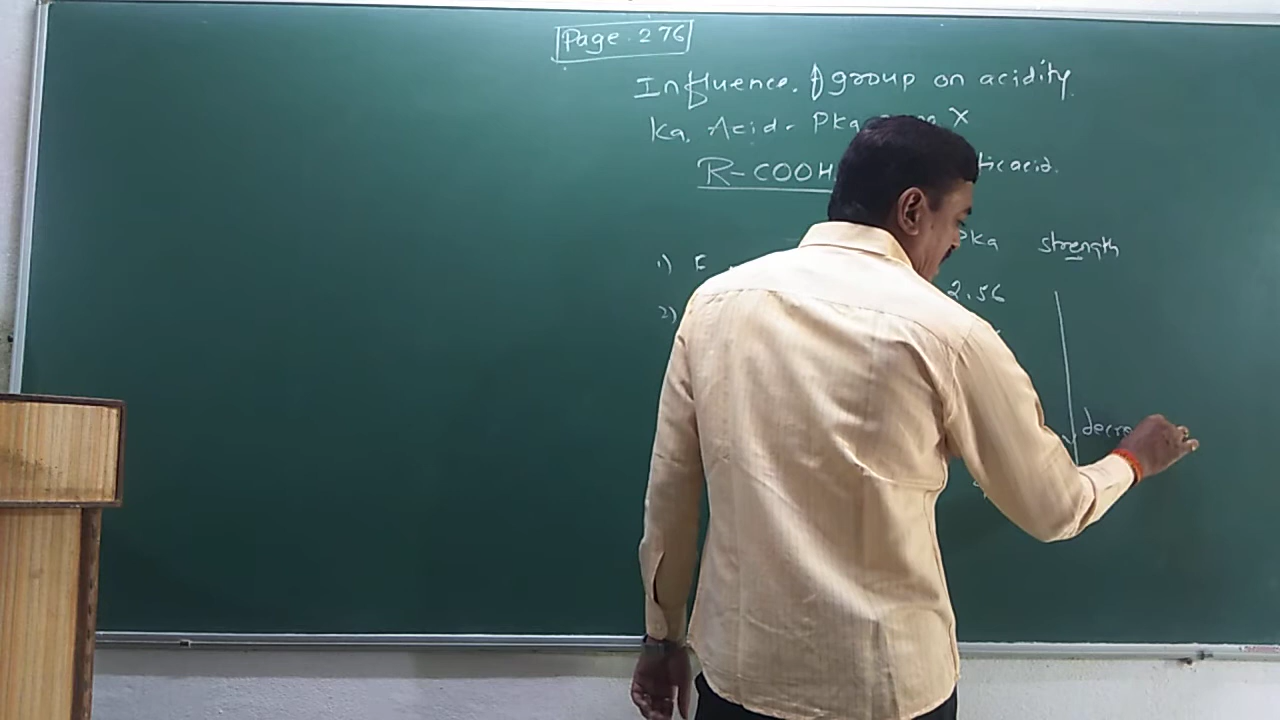 Page. 276
Influence. of group on acidity
Ka. Acid. Pka X
R-COOH. acid.
Pka strength
1) F 2.56
2)
decre